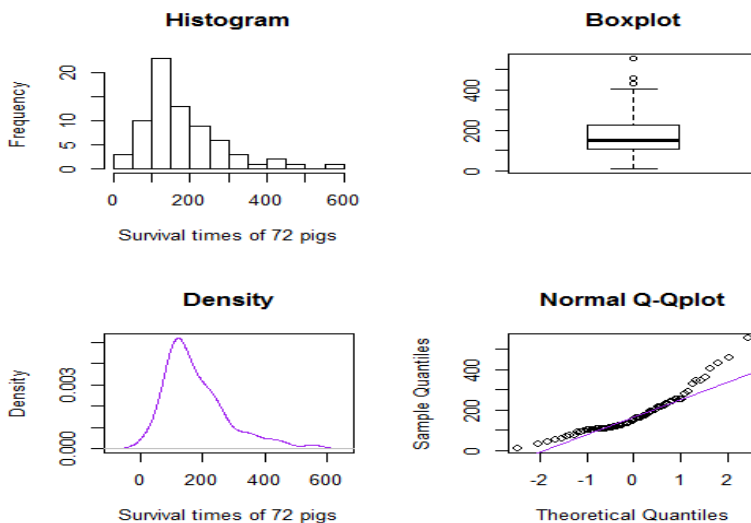 Histogram
Frequency
0 5 10 20
0 200 400 600
Survival times of 72 pigs
Boxplot
0 200 400
Density
Density
0.000 0.003
0 200 400 600
Survival times of 72 pigs
Normal Q-Qplot
Sample Quantiles
0 200 400
-2 -1 0 1 2
Theoretical Quantiles